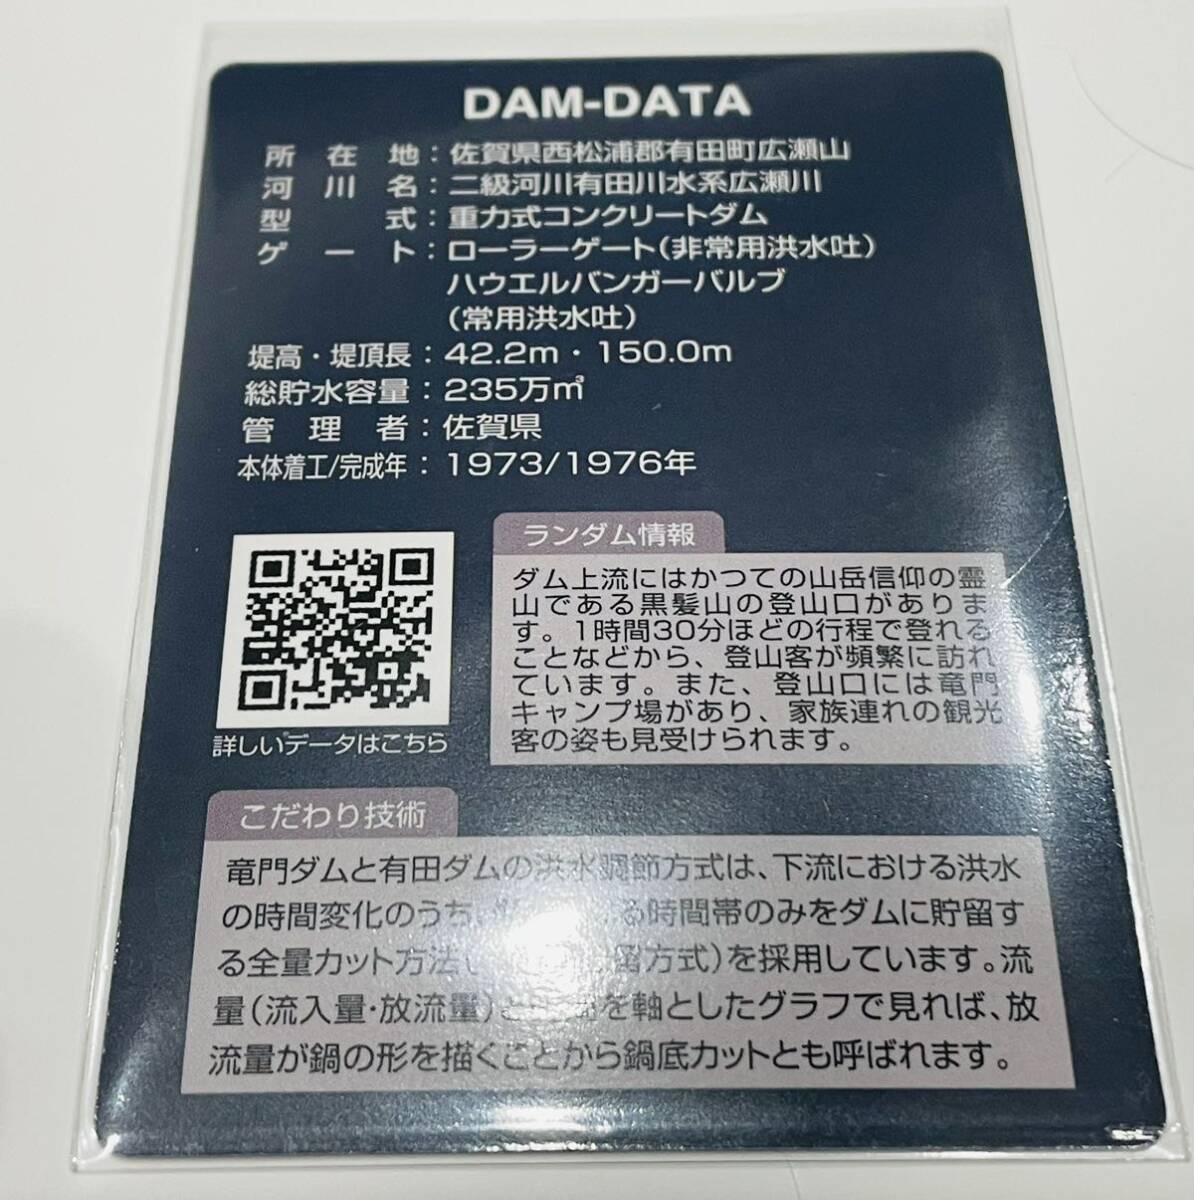 DAM-DATA
所在地：佐賀県西松浦郡有田町広瀬山
河川名：二級河川有田川水系広瀬川
型式：重力式コンクリートダム
ゲート：ローラーゲート(非常用洪水吐)
ハウエルバンガーバルブ
(常用洪水吐)
堤高・堤頂長：42.2m・150.0m
総貯水容量：235万㎥
管理者：佐賀県
本体着工/完成年：1973/1976年
詳しいデータはこちら
ランダム情報
ダム上流にはかつての山岳信仰の霊
山である黒髪山の登山口がありま
す。1時間30分ほどの行程で登れる
ことなどから、登山客が頻繁に訪れ
ています。また、登山口には竜門
キャンプ場があり、家族連れの観光
客の姿も見受けられます。
こだわり技術
竜門ダムと有田ダムの洪水調節方式は、下流における洪水
の時間変化のうち、る時間帯のみをダムに貯留す
る全量カット方法(留方式)を採用しています。流
量(流入量・放流量)とを軸としたグラフで見れば、放
流量が鍋の形を描くことから鍋底カットとも呼ばれます。